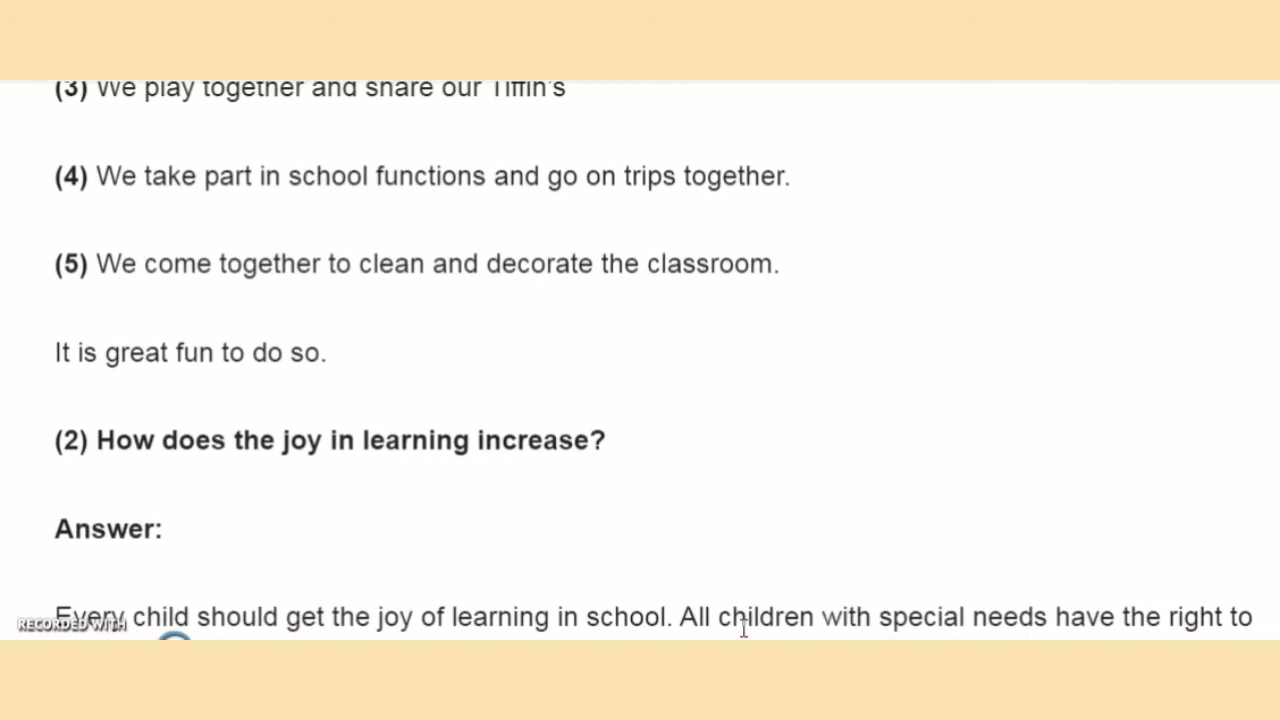 (3) We play together and share our Tiffin's
(4) We take part in school functions and go on trips together.
(5) We come together to clean and decorate the classroom.
It is great fun to do so.
(2) How does the joy in learning increase?
Answer:
Every child should get the joy of learning in school. All children with special needs have the right to
RECORDED WITH